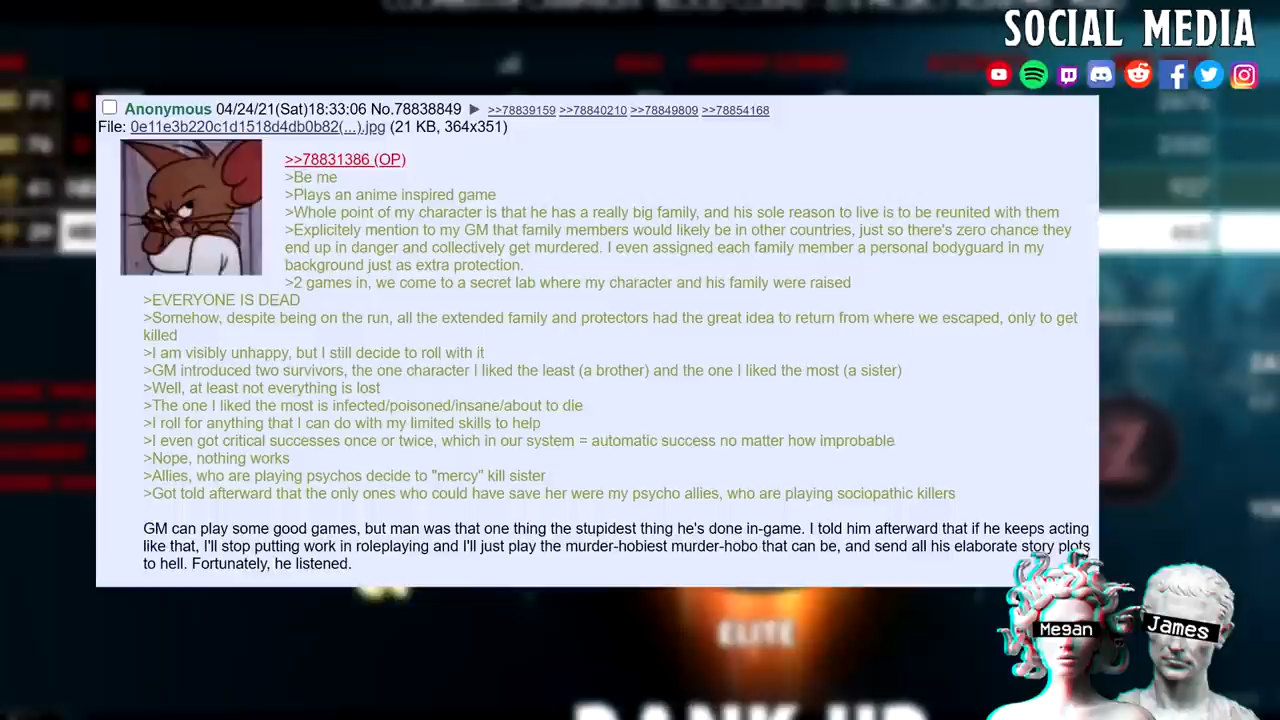 SOCIAL MEDIA
Anonymous 04/24/21(Sat)18:33:06 No.78838849 ▶ >>78839159 >>78840210 >>78849809 >>78854168
File: 0e11e3b220c1d1518d4db0b82(...).jpg (21 KB, 364x351)
>>78831386 (OP)
>Be me
>Plays an anime inspired game
>Whole point of my character is that he has a really big family, and his sole reason to live is to be reunited with them
>Explicitely mention to my GM that family members would likely be in other countries, just so there's zero chance they
end up in danger and collectively get murdered. I even assigned each family member a personal bodyguard in my
background just as extra protection.
>2 games in, we come to a secret lab where my character and his family were raised
>EVERYONE IS DEAD
>Somehow, despite being on the run, all the extended family and protectors had the great idea to return from where we escaped, only to get
killed
>I am visibly unhappy, but I still decide to roll with it
>GM introduced two survivors, the one character I liked the least (a brother) and the one I liked the most (a sister)
>Well, at least not everything is lost
>The one I liked the most is infected/poisoned/insane/about to die
>I roll for anything that I can do with my limited skills to help
>I even got critical successes once or twice, which in our system = automatic success no matter how improbable
>Nope, nothing works
>Allies, who are playing psychos decide to "mercy" kill sister
>Got told afterward that the only ones who could have save her were my psycho allies, who are playing sociopathic killers
GM can play some good games, but man was that one thing the stupidest thing he's done in-game. I told him afterward that if he keeps acting
like that, I'll stop putting work in roleplaying and I'll just play the murder-hobiest murder-hobo that can be, and send all his elaborate story plots
to hell. Fortunately, he listened.
Megan
James
ELITE
RANK UP